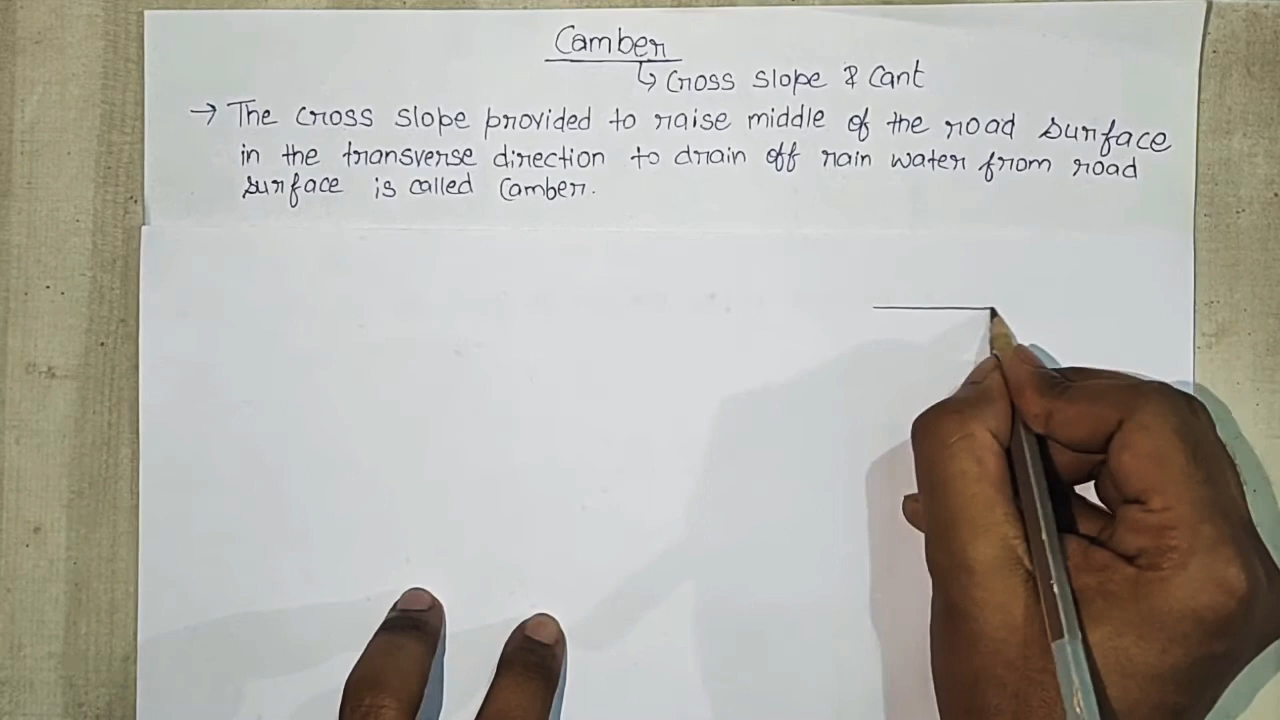 Camber
↳ Cross slope & Cant
→ The cross slope provided to raise middle of the road surface
in the transverse direction to drain off rain water from road
surface is called Camber.